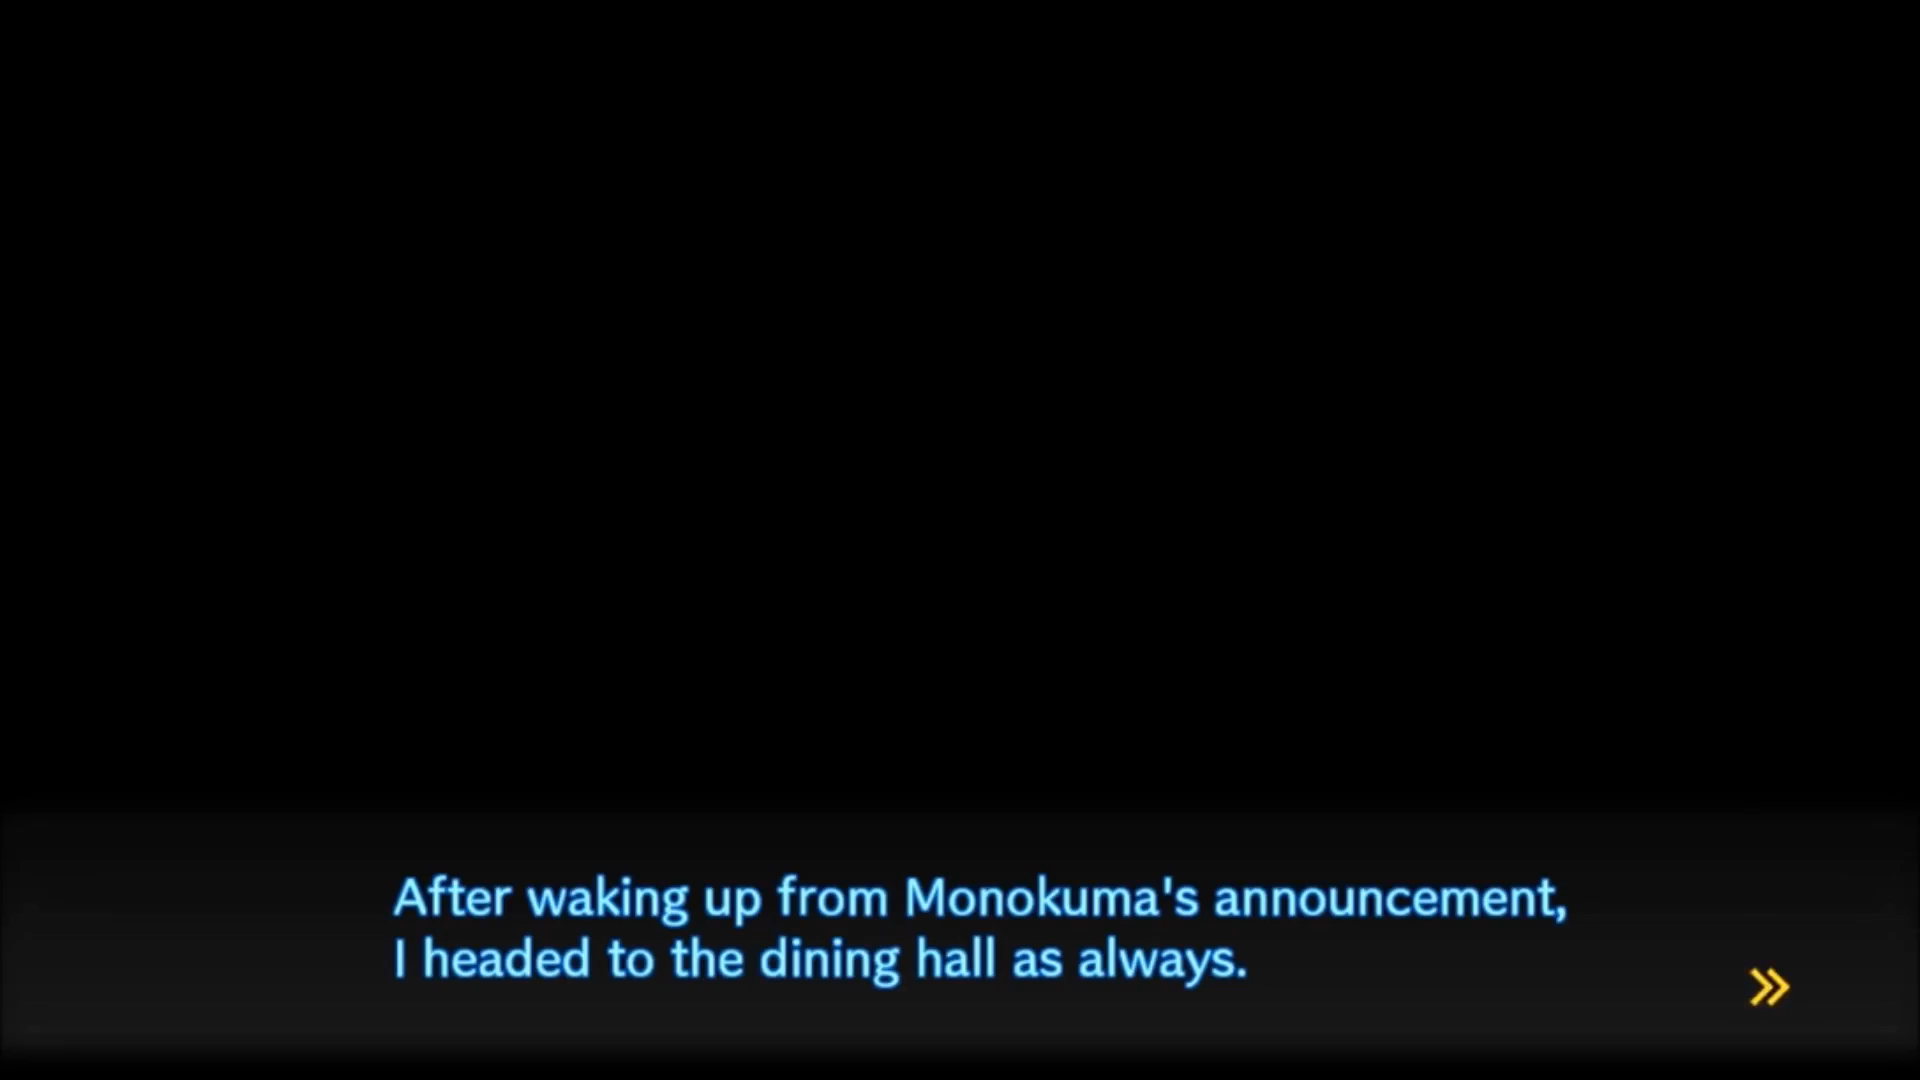 After waking up from Monokuma's announcement,
I headed to the dining hall as always.